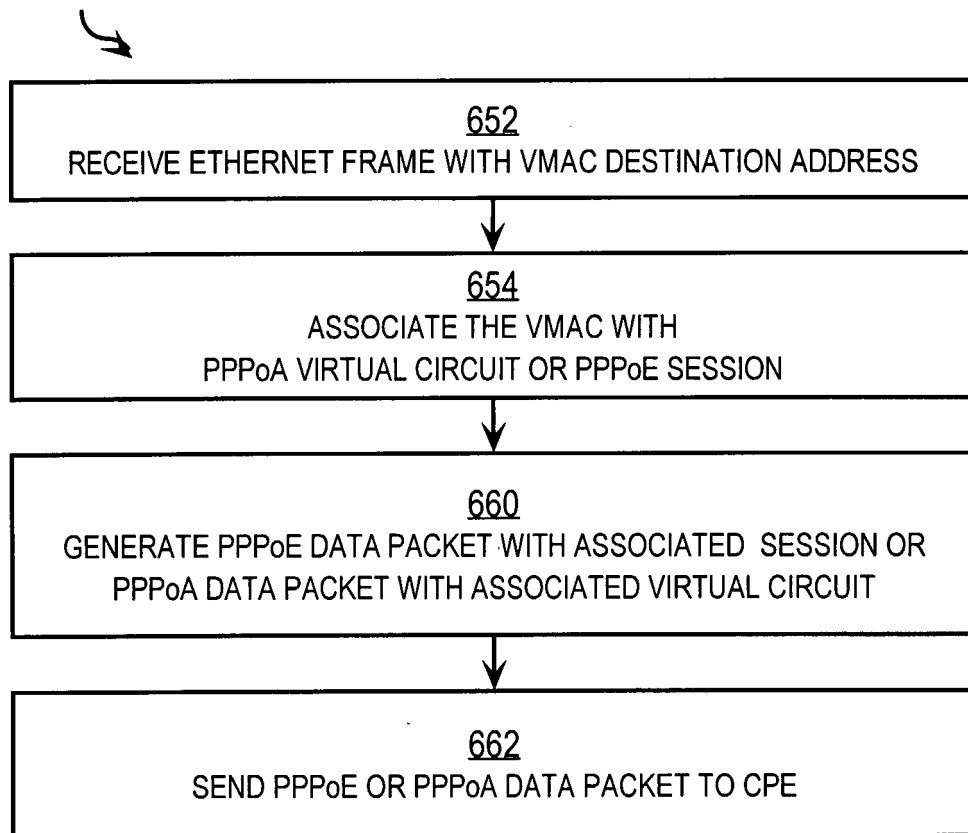 652
RECEIVE ETHERNET FRAME WITH VMAC DESTINATION ADDRESS
654
ASSOCIATE THE VMAC WITH
PPPoA VIRTUAL CIRCUIT OR PPPoE SESSION
660
GENERATE PPPoE DATA PACKET WITH ASSOCIATED SESSION OR
PPPoA DATA PACKET WITH ASSOCIATED VIRTUAL CIRCUIT
662
SEND PPPoE OR PPPoA DATA PACKET TO CPE